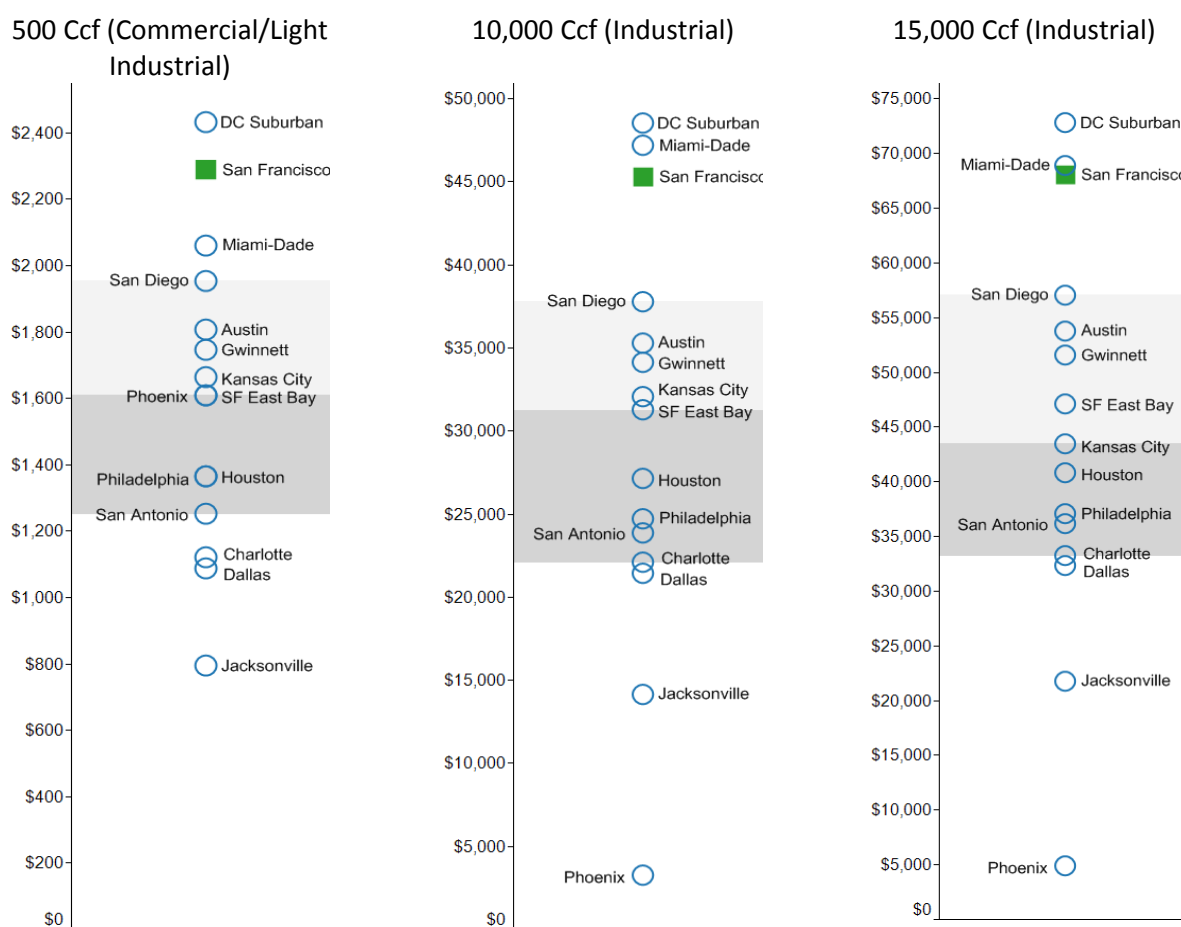 500 Ccf (Commercial/Light
Industrial)
$2,400
$2,200
$2,000
$1,800
$1,600
$1,400
$1,200
$1,000
$800
$600
$400
$200
$0
DC Suburban
San Francisco
Miami-Dade
San Diego
Austin
Gwinnett
Kansas City
Phoenix
SF East Bay
Philadelphia
Houston
San Antonio
Charlotte
Dallas
Jacksonville
10,000 Ccf (Industrial)
$50,000
$45,000
$40,000
$35,000
$30,000
$25,000
$20,000
$15,000
$10,000
$5,000
$0
DC Suburban
Miami-Dade
San Francisc
San Diego
Austin
Gwinnett
Kansas City
SF East Bay
Houston
Philadelphia
San Antonio
Charlotte
Dallas
Jacksonville
Phoenix
15,000 Ccf (Industrial)
$75,000
$70,000
$65,000
$60,000
$55,000
$50,000
$45,000
$40,000
$35,000
$30,000
$25,000
$20,000
$15,000
$10,000
$5,000
$0
DC Suburban
Miami-Dade
San Francisc
San Diego
Austin
Gwinnett
SF East Bay
Kansas City
Houston
Philadelphia
San Antonio
Charlotte
Dallas
Jacksonville
Phoenix